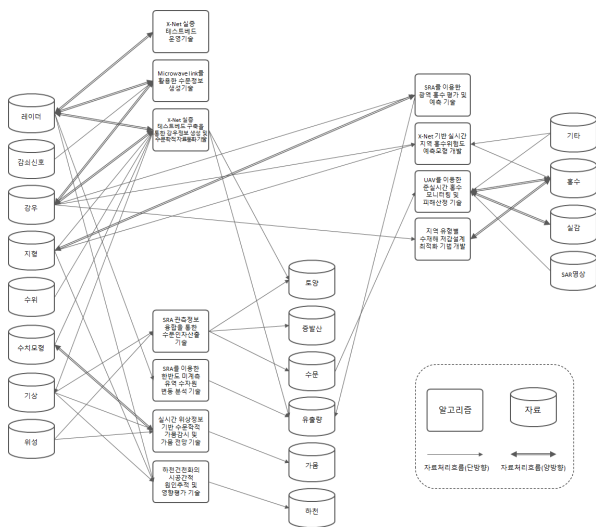 X-Net 실증
테스트베드
운영기술
Microwave link를
활용한 수문정보
생성기술
X-Net 실증
테스트베드 구축을
통한 강우정보 생성 및
수문학적자료동화기술
레이더
감쇠신호
강우
지형
수위
수치모형
기상
위성
SRA 관측정보
융합을 통한
수문인자산출
기술
SRA를 이용한
한반도 미계측
유역 수자원
변동 분석 기술
실시간 위성정보
기반 수문학적
가뭄감시 및
가뭄 전망 기술
하천건전화의
시공간적
원인추적 및
영향평가 기술
토양
증발산
수문
유출량
가뭄
하천
SRA를 이용한
광역 홍수 평가 및
예측 기술
X-Net 기반 실시간
지역 홍수위험도
예측모형 개발
UAV를 이용한
준실시간 홍수
모니터링 및
피해산정 기술
지역 유형별
수재해 저감설계
최적화 기법 개발
기타
홍수
실감
SAR영상
알고리즘
자료
자료처리흐름(단방향)
자료처리흐름(양방향)